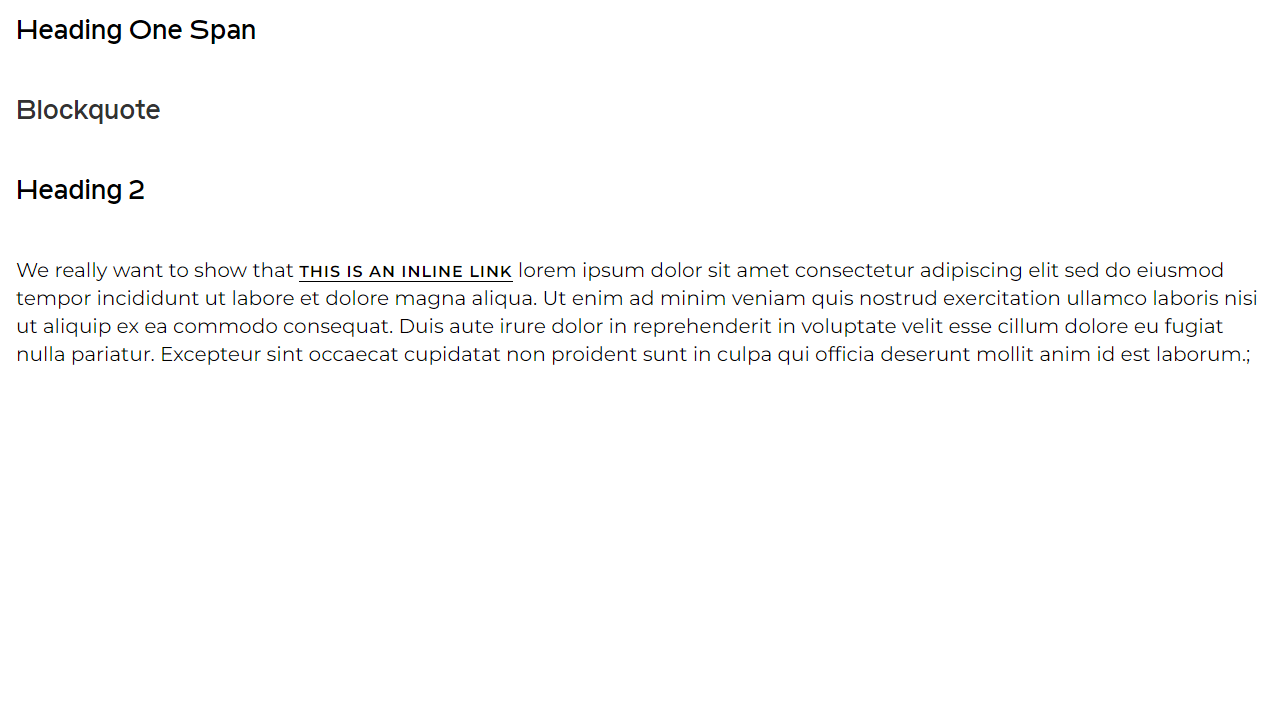 Heading One Span
Blockquote
Heading 2
We really want to show that THIS IS AN INLINE LINK lorem ipsum dolor sit amet consectetur adipiscing elit sed do eiusmod
tempor incididunt ut labore et dolore magna aliqua. Ut enim ad minim veniam quis nostrud exercitation ullamco laboris nisi
ut aliquip ex ea commodo consequat. Duis aute irure dolor in reprehenderit in voluptate velit esse cillum dolore eu fugiat
nulla pariatur. Excepteur sint occaecat cupidatat non proident sunt in culpa qui officia deserunt mollit anim id est laborum.;